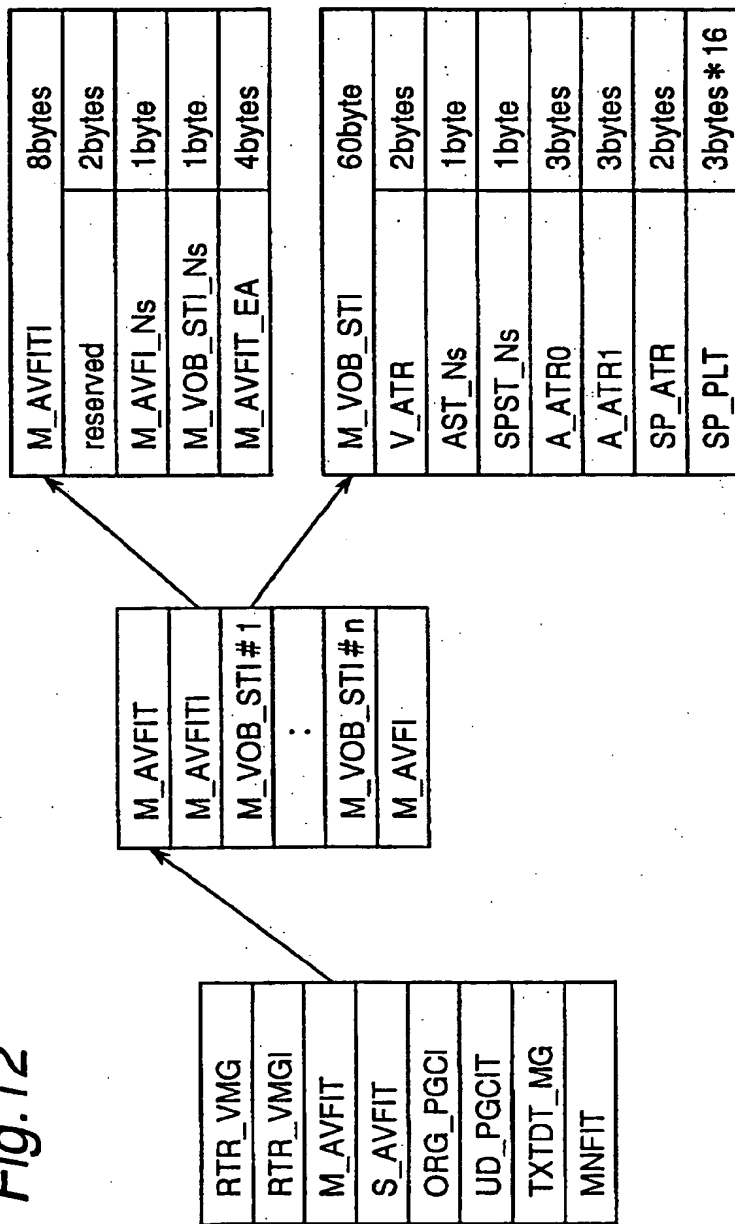 Fig.12
RTR_VMG
RTR_VMGI
M_AVFIT
S_AVFIT
ORG_PGCI
UD_PGCIT
TXTDT_MG
MNFIT
M_AVFIT
M_AVFITI
M_VOB_STI#1
:
M_VOB_STI#n
M_AVFI
M_AVFITI 8bytes
reserved 2bytes
M_AVFI_Ns 1byte
M_VOB_STI_Ns 1byte
M_AVFIT_EA 4bytes
M_VOB_STI 60byte
V_ATR 2bytes
AST_Ns 1byte
SPST_Ns 1byte
A_ATR0 3bytes
A_ATR1 3bytes
SP_ATR 2bytes
SP_PLT 3bytes*16